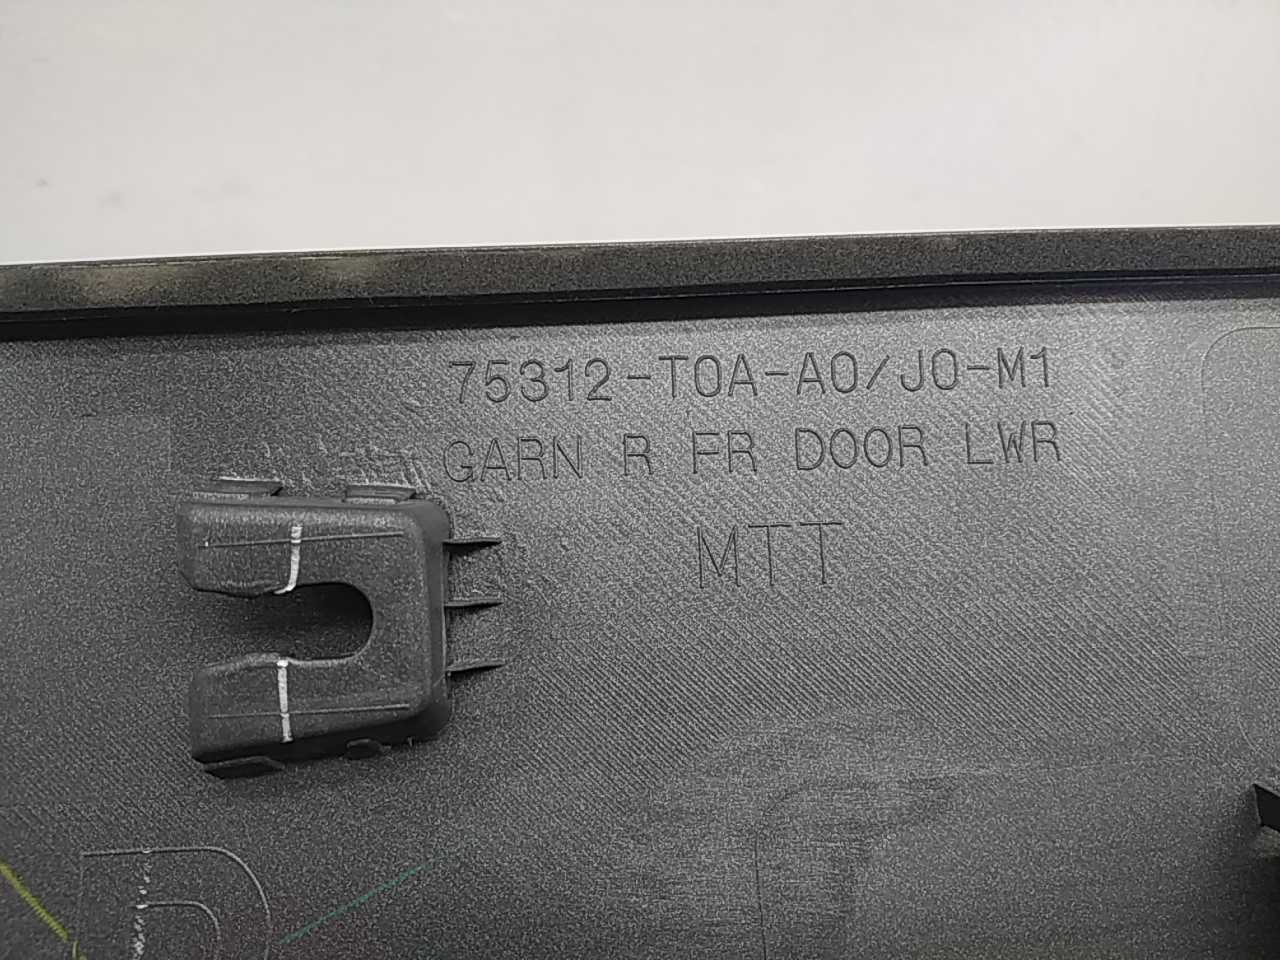 75312-T0A-A0/J0-M1
GARN R FR DOOR LWR
MTT